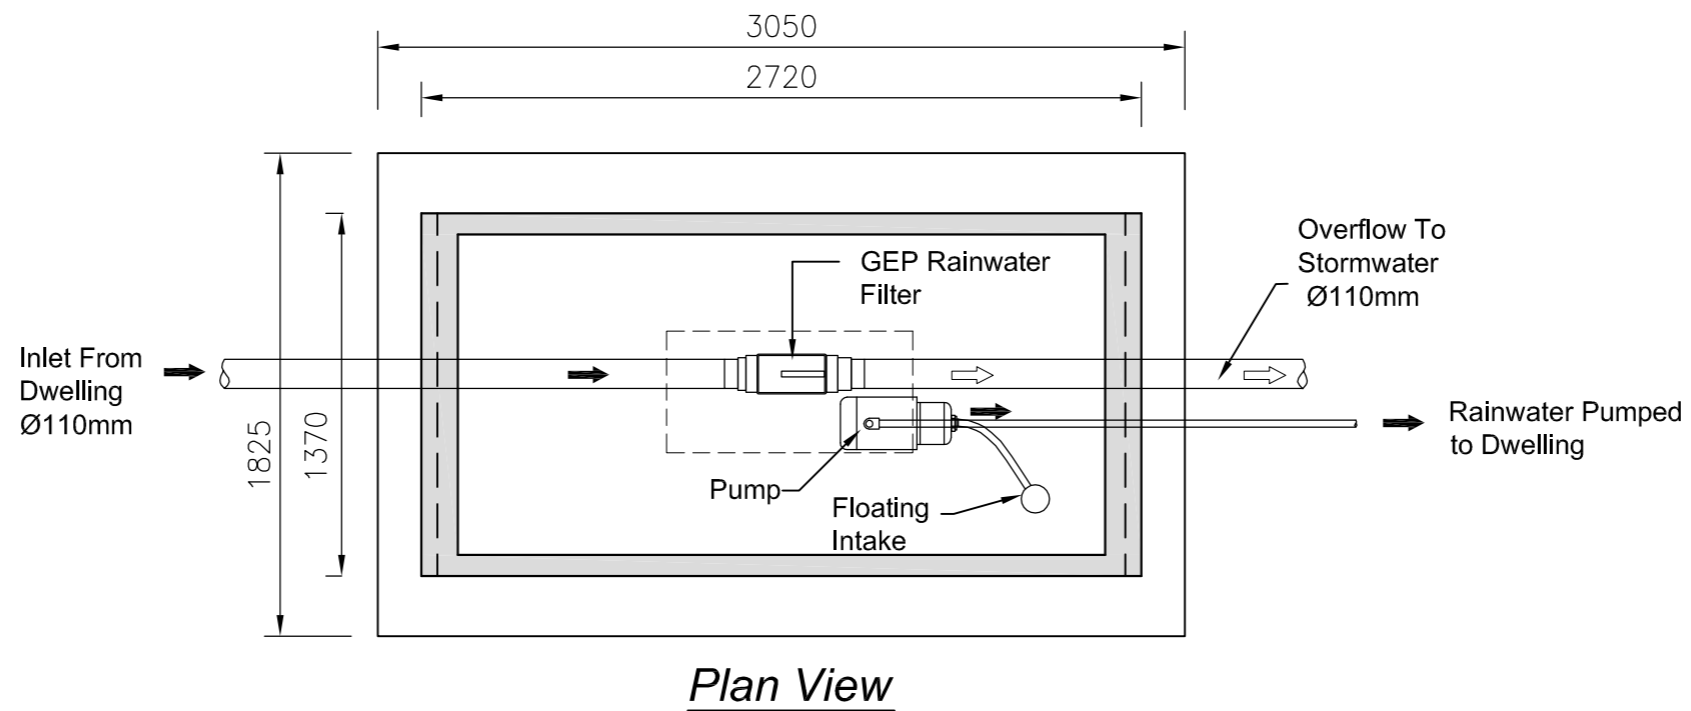 3050
2720
Overflow To
Stormwater
Ø110mm
GEP Rainwater
Filter
Inlet From
Dwelling
Ø110mm
1825
1370
Rainwater Pumped
to Dwelling
Pump
Floating
Intake
Plan View